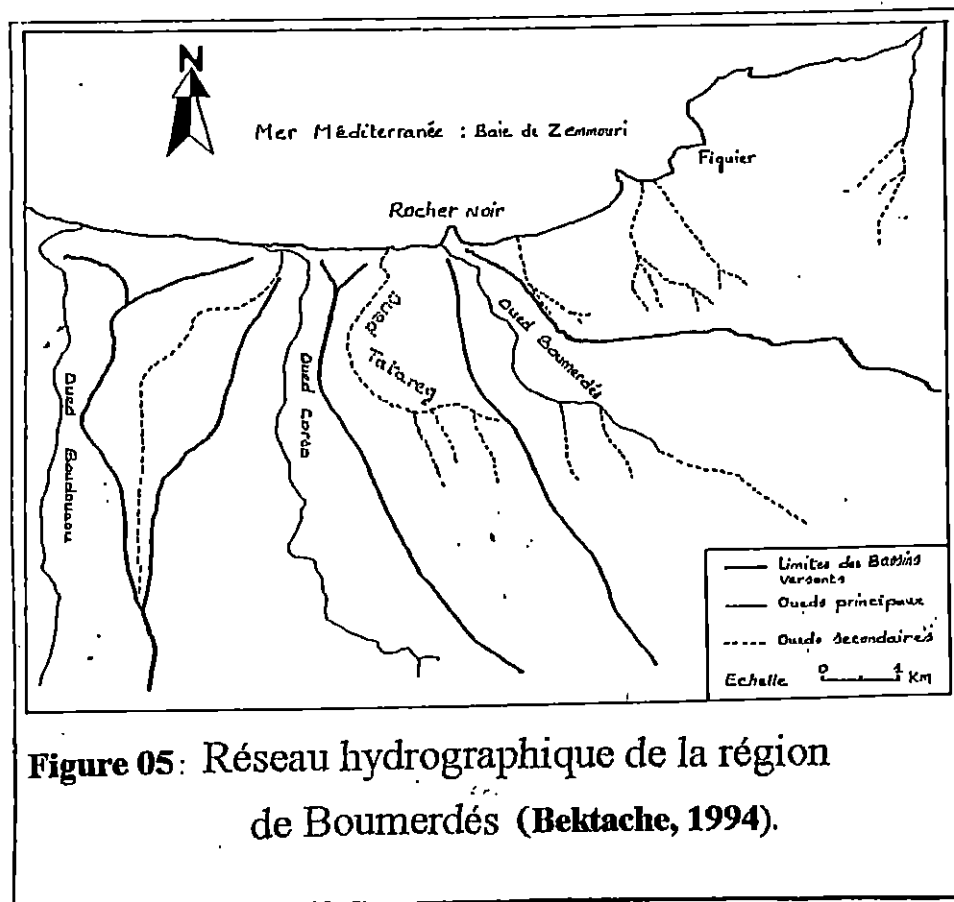 N
Mer Méditerranée : Baie de Zemmouri
Figuier
Rocher Noir
Oued Boudouaou
Oued Corso
Oued
Tatareg
Oued Boumerdés
Limites des Bassins
versants
Oueds principaux
Oueds secondaires
Echelle 0 1 Km
Figure 05: Réseau hydrographique de la région
de Boumerdés (Bektache, 1994).